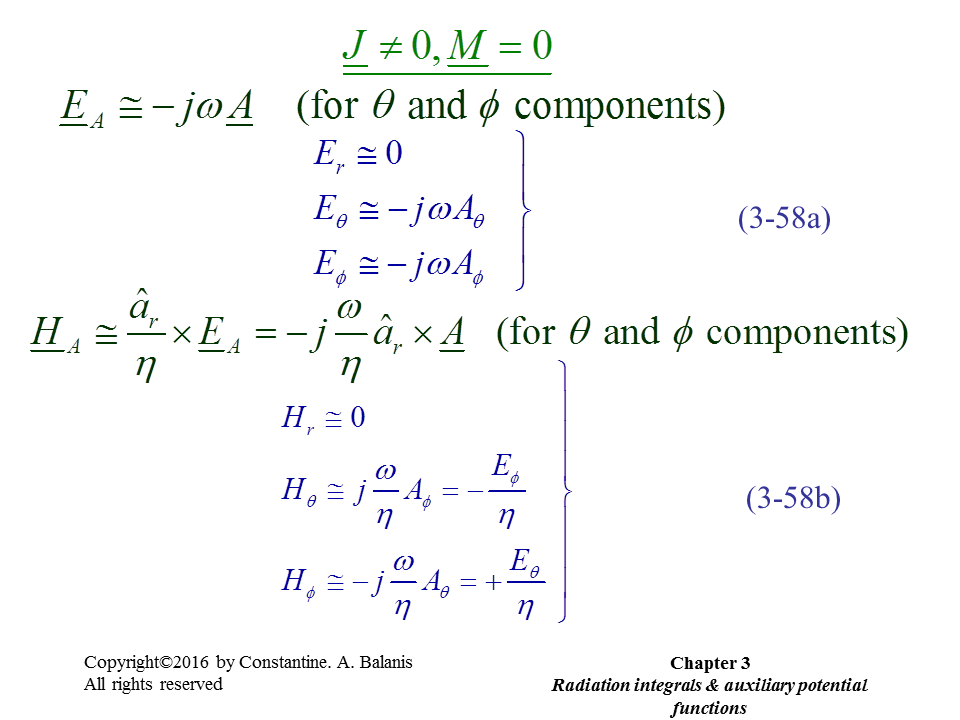 J ≠ 0, M = 0
E_A ≅ −jωA (for θ and ϕ components)
E_r ≅ 0
E_θ ≅ −jωA_θ
(3-58a)
E_ϕ ≅ −jωA_ϕ
H_A ≅ â_r/η × E_A = −j ω/η â_r × A (for θ and ϕ components)
H_r ≅ 0
H_θ ≅ j ω/η A_ϕ = − E_ϕ/η
(3-58b)
H_ϕ ≅ −j ω/η A_θ = + E_θ/η
Copyright©2016 by Constantine. A. Balanis
All rights reserved
Chapter 3
Radiation integrals & auxiliary potential
functions